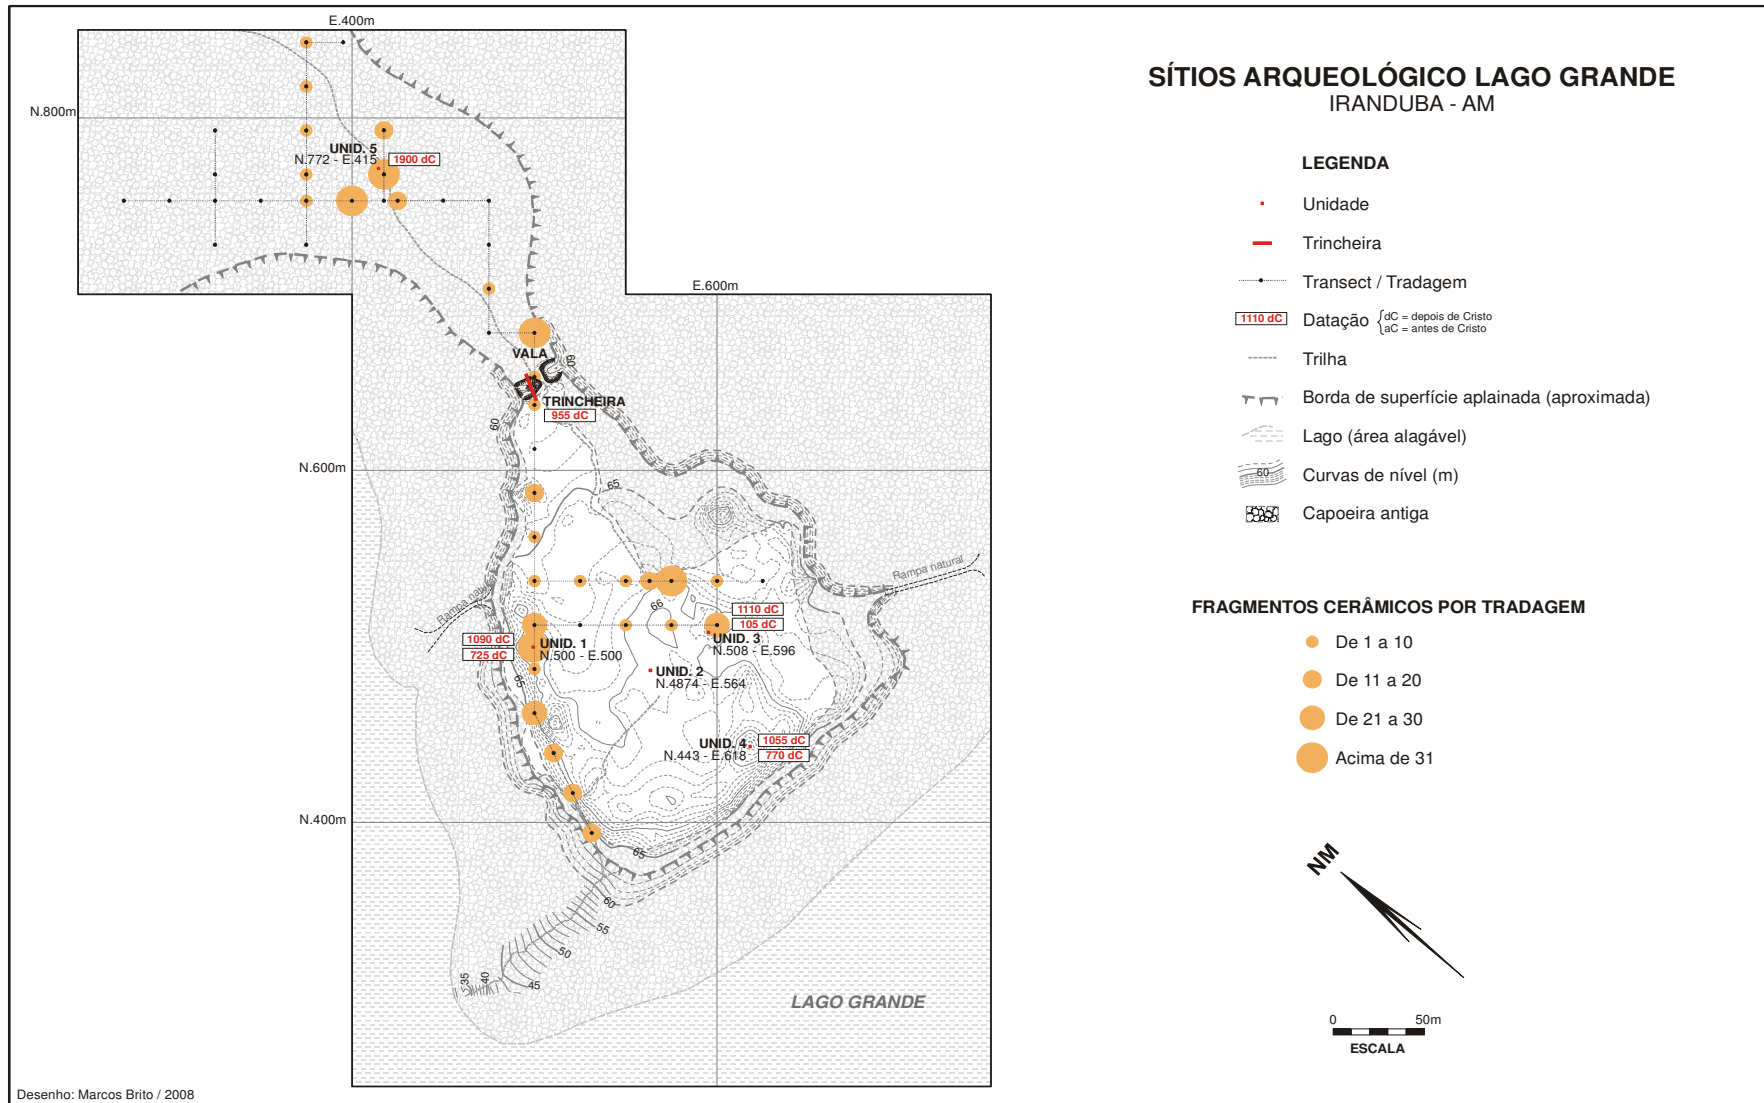 E.400m
N.800m
UNID. 5
N.772 - E.415
1900 dC
E.600m
VALA
60
TRINCHEIRA
955 dC
60
N.600m
65
Rampa natural
Rampa natural
66
1110 dC
105 dC
UNID. 3
N.508 - E.596
1090 dC
725 dC
UNID. 1
N.500 - E.500
65
UNID. 2
N.4874 - E.564
UNID. 4
N.443 - E.618
1055 dC
770 dC
N.400m
65
60
55
50
45
40
35
LAGO GRANDE
Desenho: Marcos Brito / 2008
SÍTIOS ARQUEOLÓGICO LAGO GRANDE
IRANDUBA - AM
LEGENDA
Unidade
Trincheira
Transect / Tradagem
1110 dC Datação dC = depois de Cristo
aC = antes de Cristo
Trilha
Borda de superfície aplainada (aproximada)
Lago (área alagável)
60 Curvas de nível (m)
Capoeira antiga
FRAGMENTOS CERÂMICOS POR TRADAGEM
De 1 a 10
De 11 a 20
De 21 a 30
Acima de 31
NM
0 50m
ESCALA